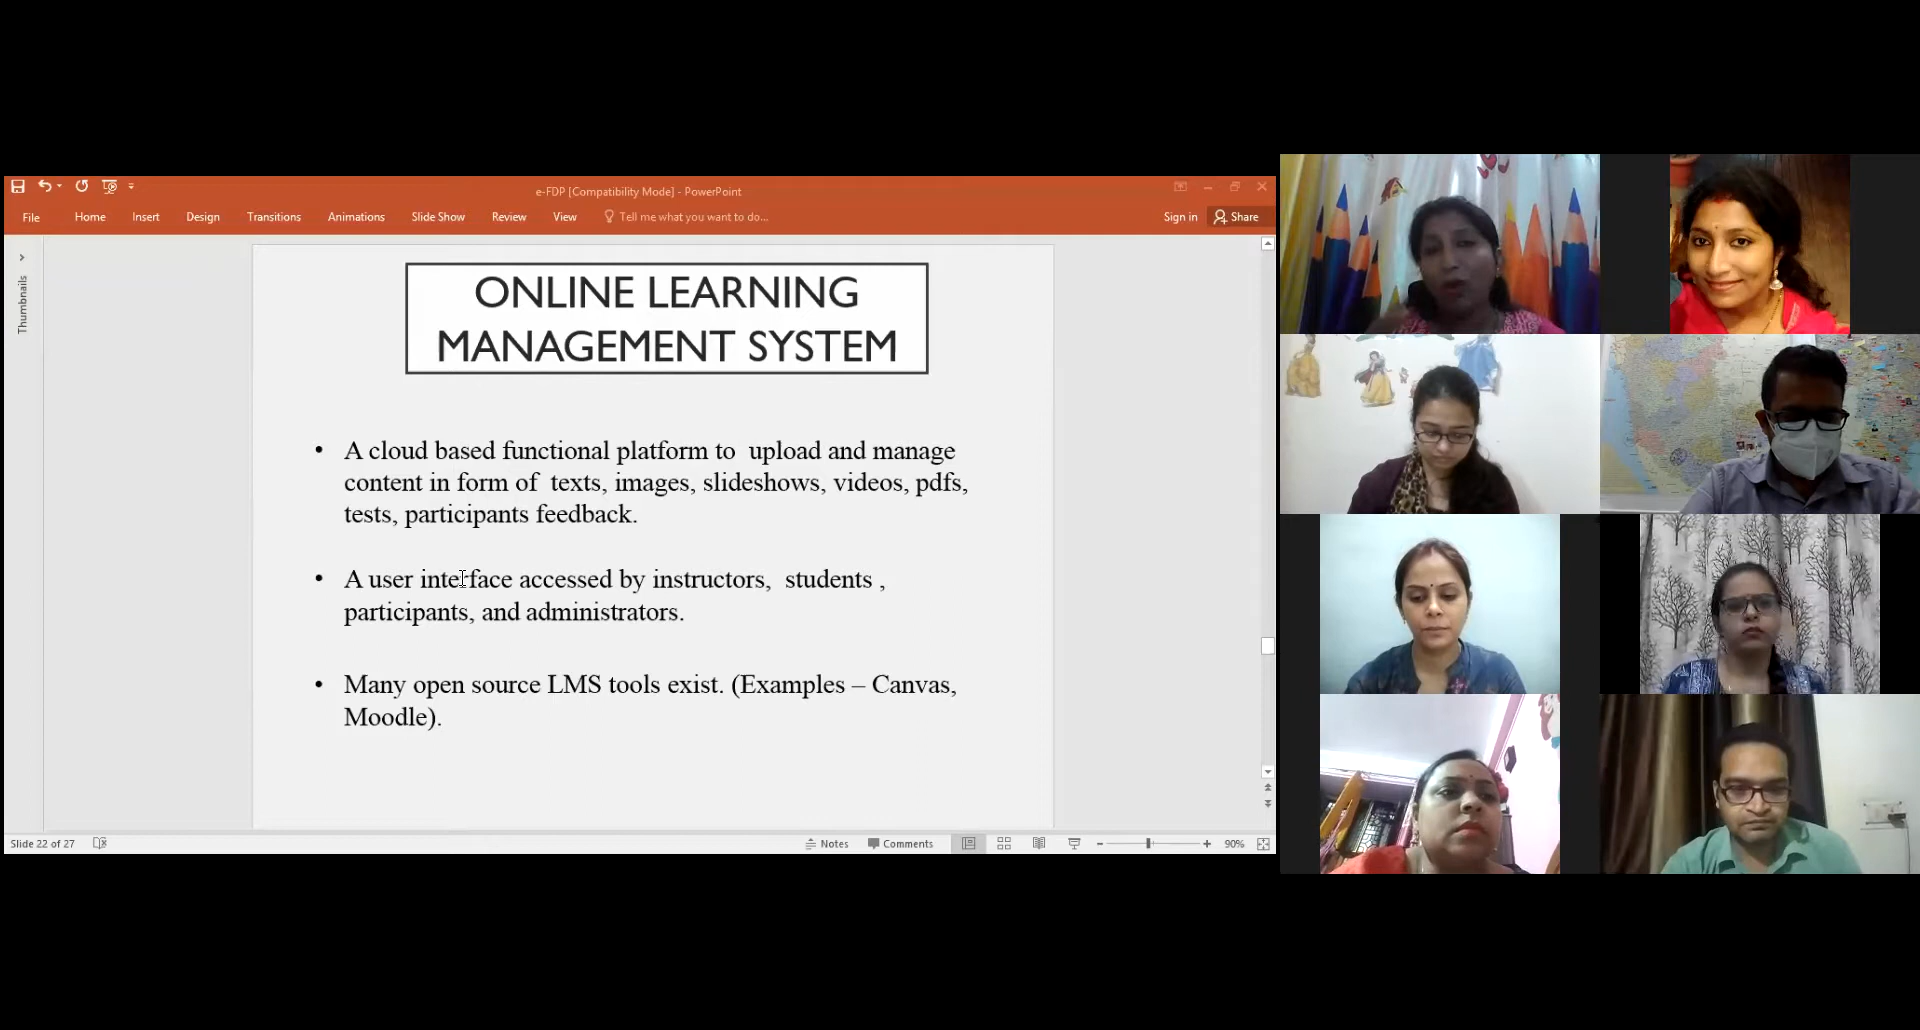 e-FDP [Compatibility Mode] - PowerPoint
File Home Insert Design Transitions Animations Slide Show Review View Tell me what you want to do... Sign in Share
Thumbnails
ONLINE LEARNING
MANAGEMENT SYSTEM
• A cloud based functional platform to upload and manage
content in form of texts, images, slideshows, videos, pdfs,
tests, participants feedback.
• A user interface accessed by instructors, students ,
participants, and administrators.
• Many open source LMS tools exist. (Examples – Canvas,
Moodle).
Slide 22 of 27 Notes Comments 90%